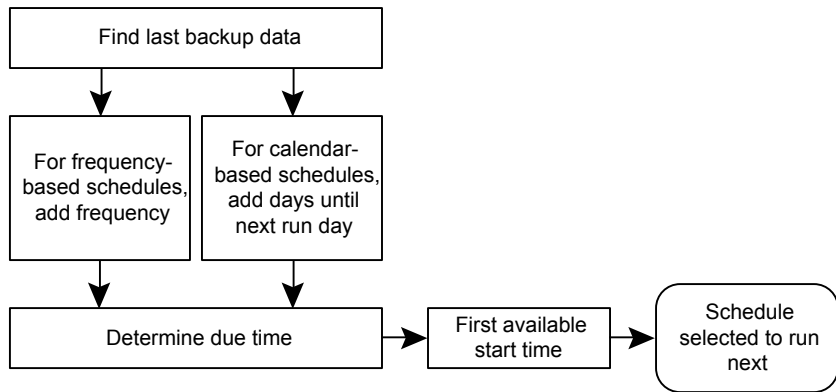 Find last backup data
For frequency-
based schedules,
add frequency
For calendar-
based schedules,
add days until
next run day
Determine due time
First available
start time
Schedule
selected to run
next